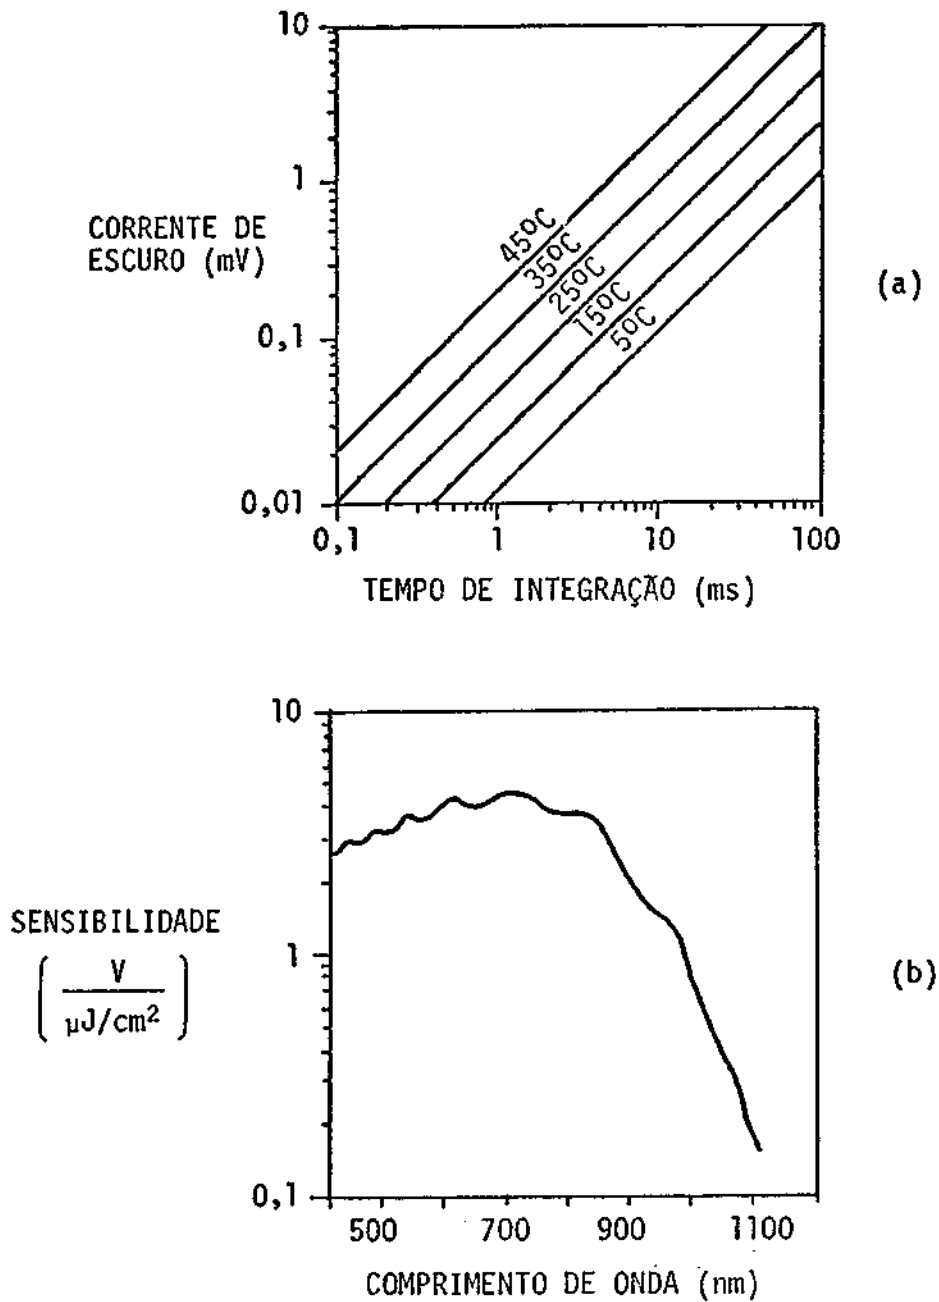 10
1
0,1
0,01
CORRENTE DE
ESCURO (mV)
45ºC
35ºC
25ºC
15ºC
5ºC
(a)
0,1 1 10 100
TEMPO DE INTEGRAÇÃO (ms)
10
1
0,1
SENSIBILIDADE
( V
μJ/cm² )
(b)
500 700 900 1100
COMPRIMENTO DE ONDA (nm)